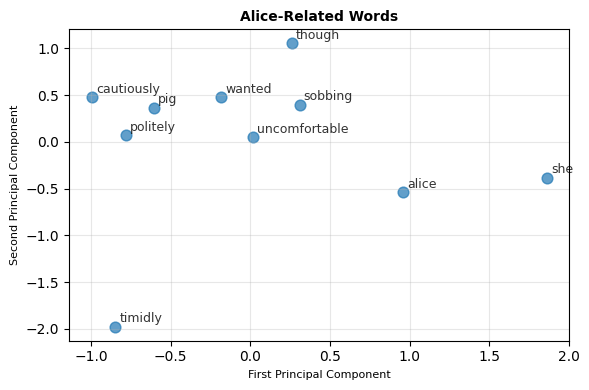 Alice-Related Words
though
cautiously
pig
wanted
sobbing
politely
uncomfortable
alice
she
timidly
1.0
0.5
0.0
−0.5
−1.0
−1.5
−2.0
Second Principal Component
−1.0 −0.5 0.0 0.5 1.0 1.5 2.0
First Principal Component